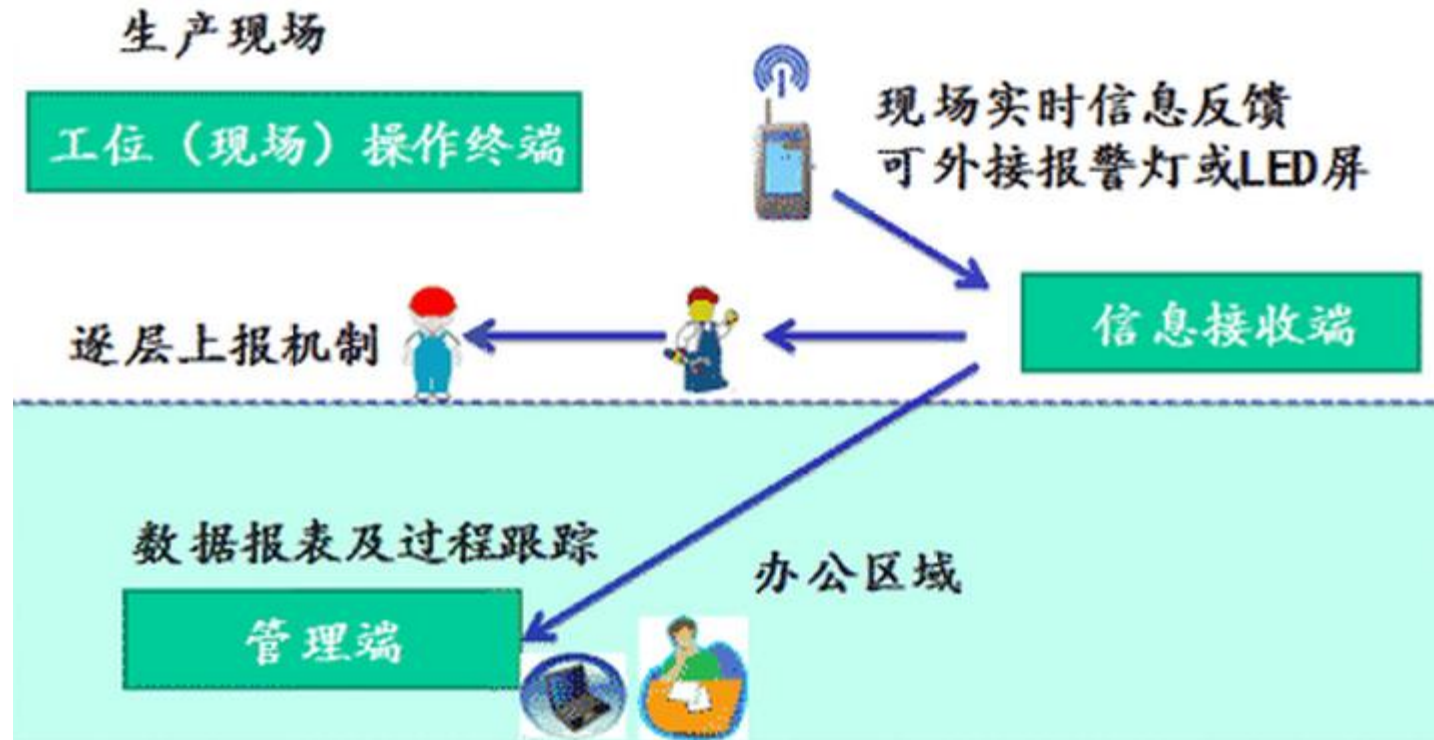 生产现场
工位（现场）操作终端
现场实时信息反馈
可外接报警灯或LED屏
信息接收端
逐层上报机制
数据报表及过程跟踪
办公区域
管理端